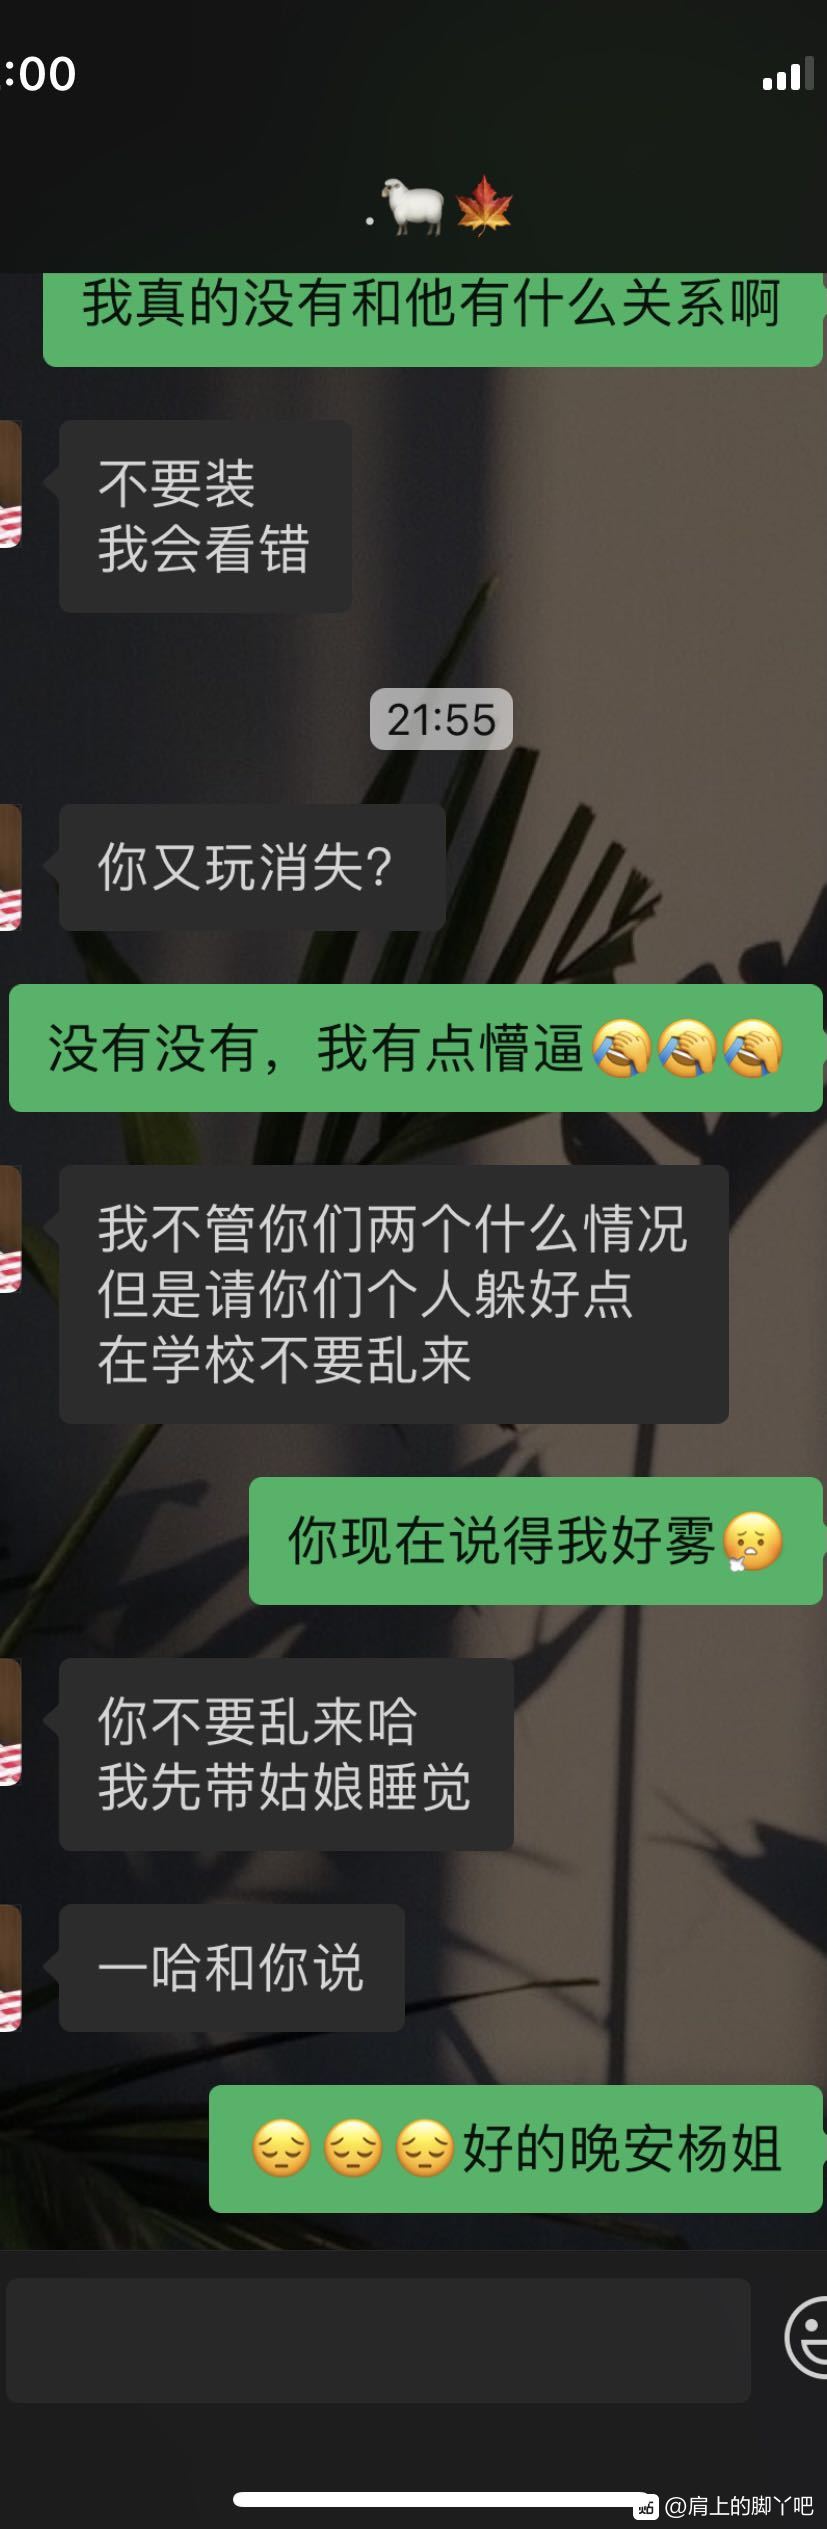 :00
.🐑🍁
我真的没有和他有什么关系啊
不要装
我会看错
21:55
你又玩消失?
没有没有，我有点懵逼🤦🤦🤦
我不管你们两个什么情况
但是请你们个人躲好点
在学校不要乱来
你现在说得我好雾😮‍💨
你不要乱来哈
我先带姑娘睡觉
一哈和你说
😔😔😔好的晚安杨姐
贴 @肩上的脚丫吧